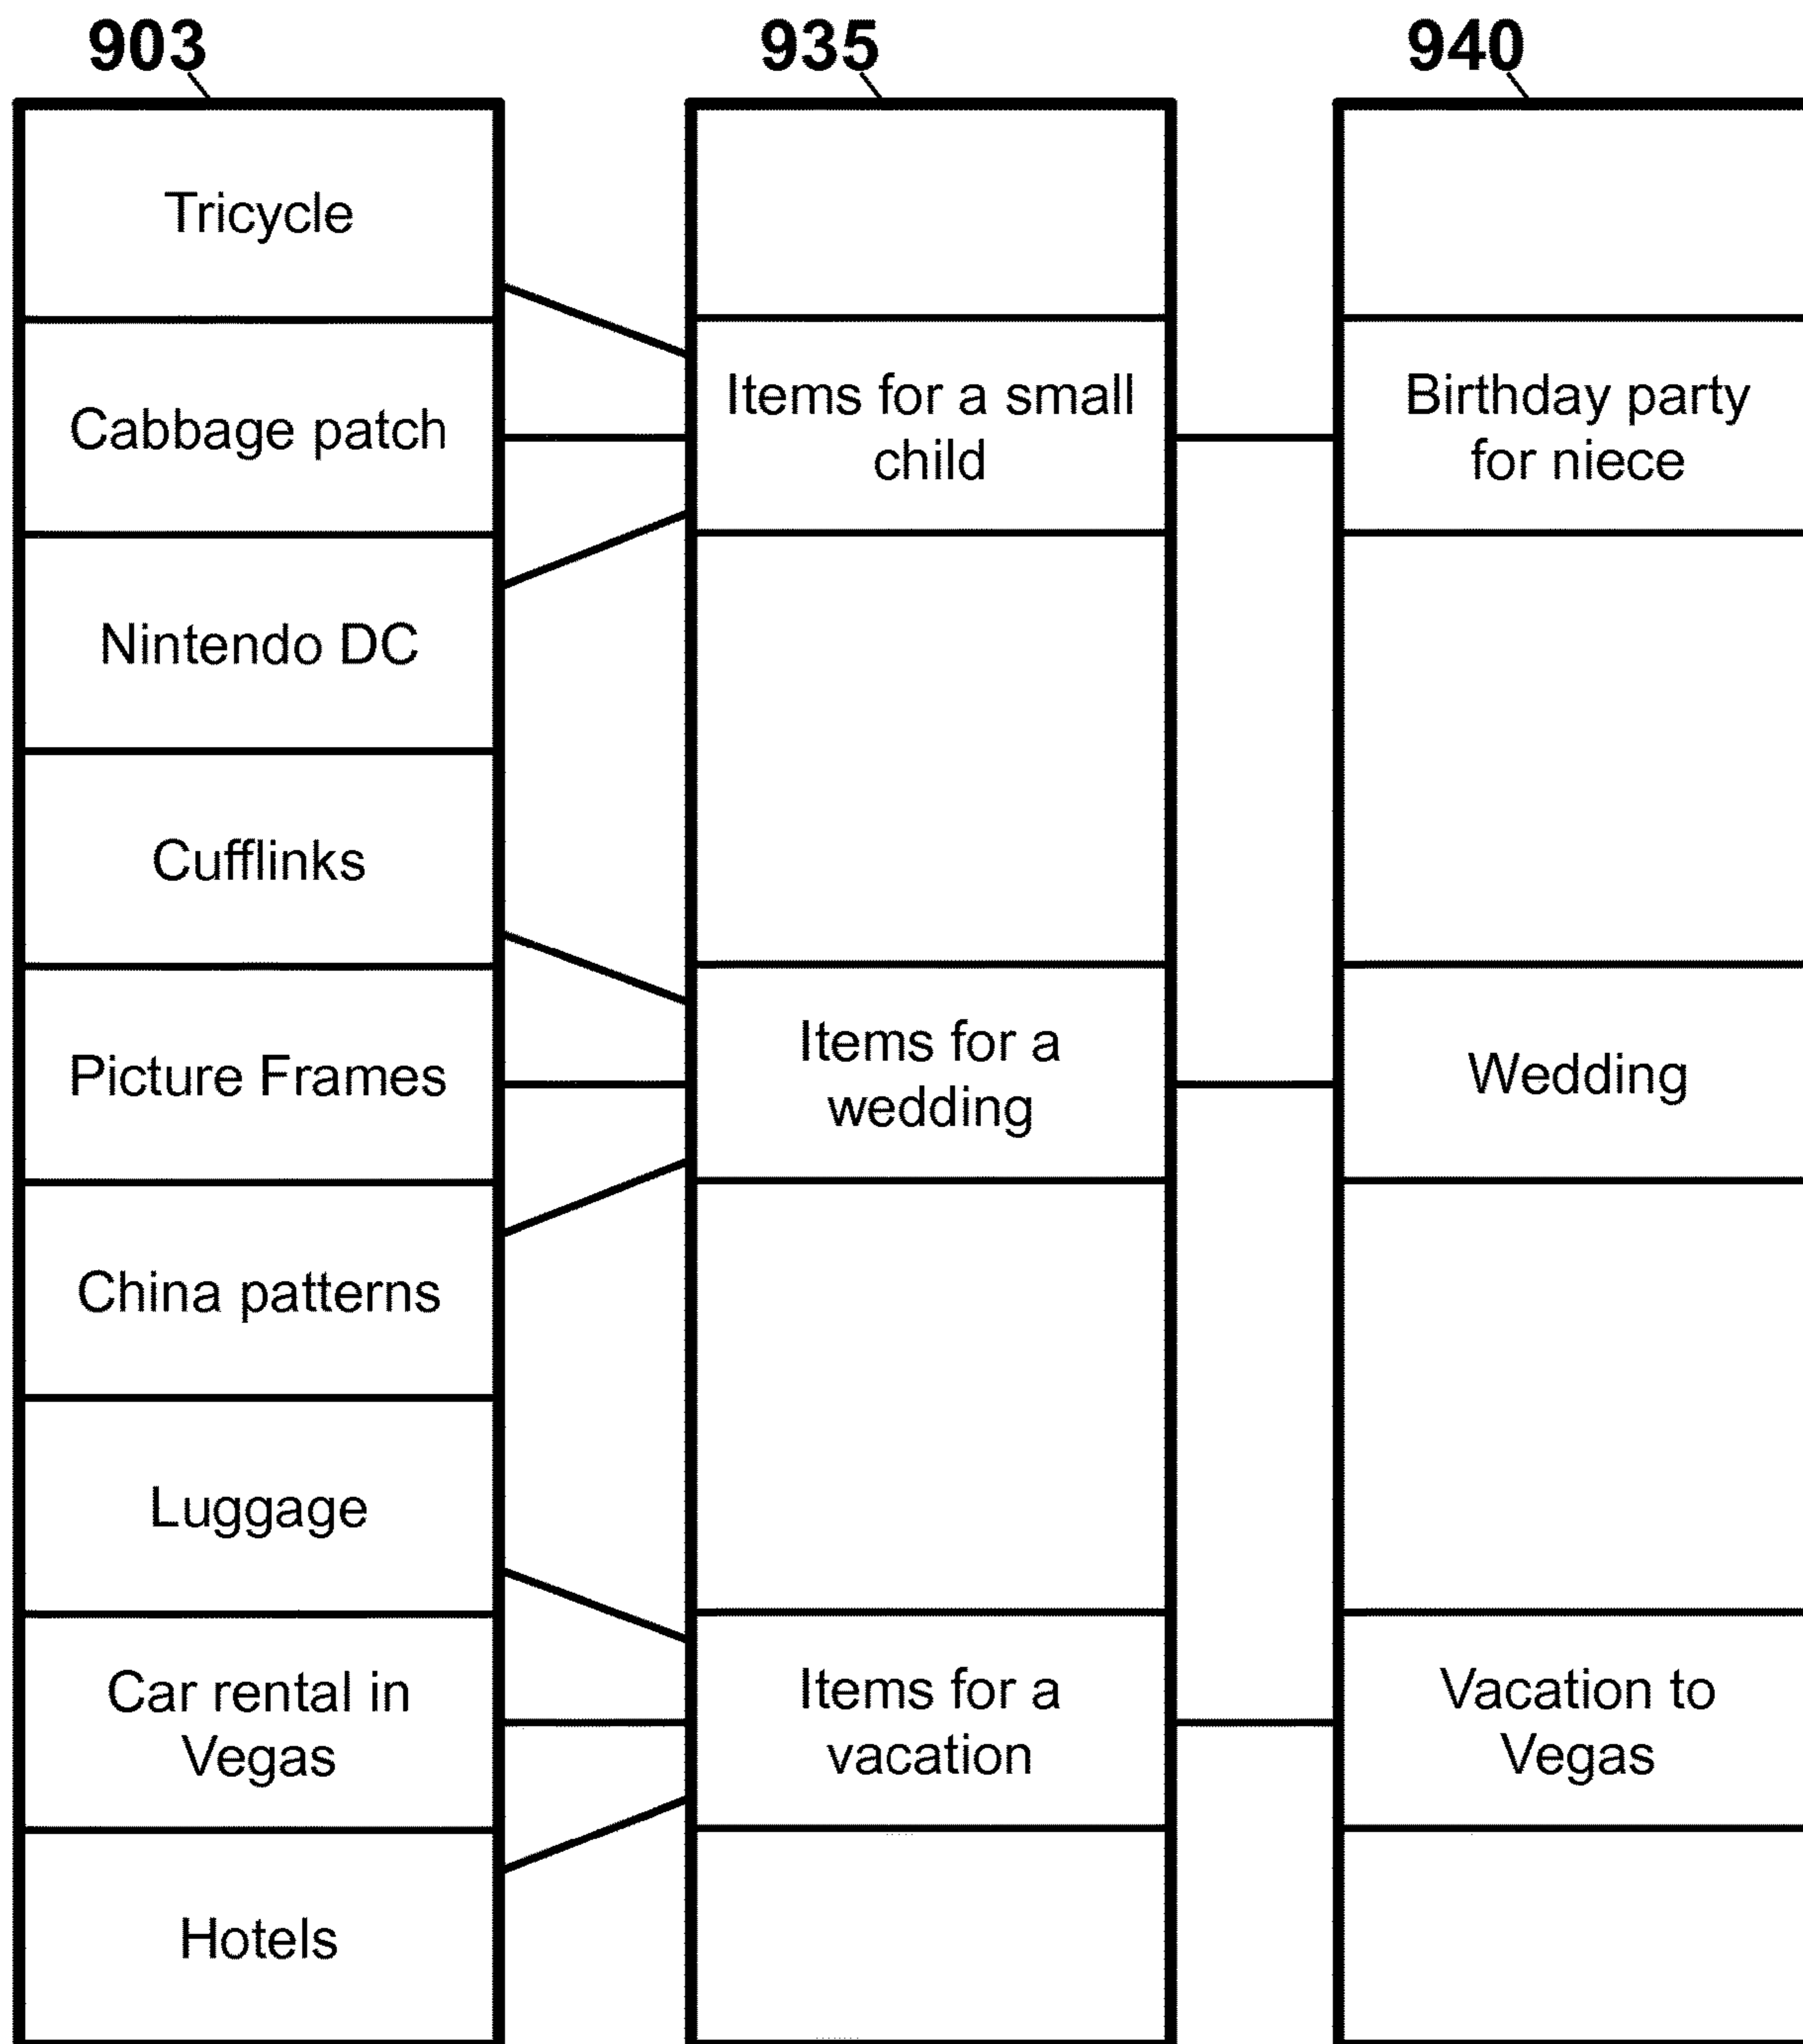 903
935
940
Tricycle
Cabbage patch
Nintendo DC
Cufflinks
Picture Frames
China patterns
Luggage
Car rental in
Vegas
Hotels
Items for a small
child
Items for a
wedding
Items for a
vacation
Birthday party
for niece
Wedding
Vacation to
Vegas